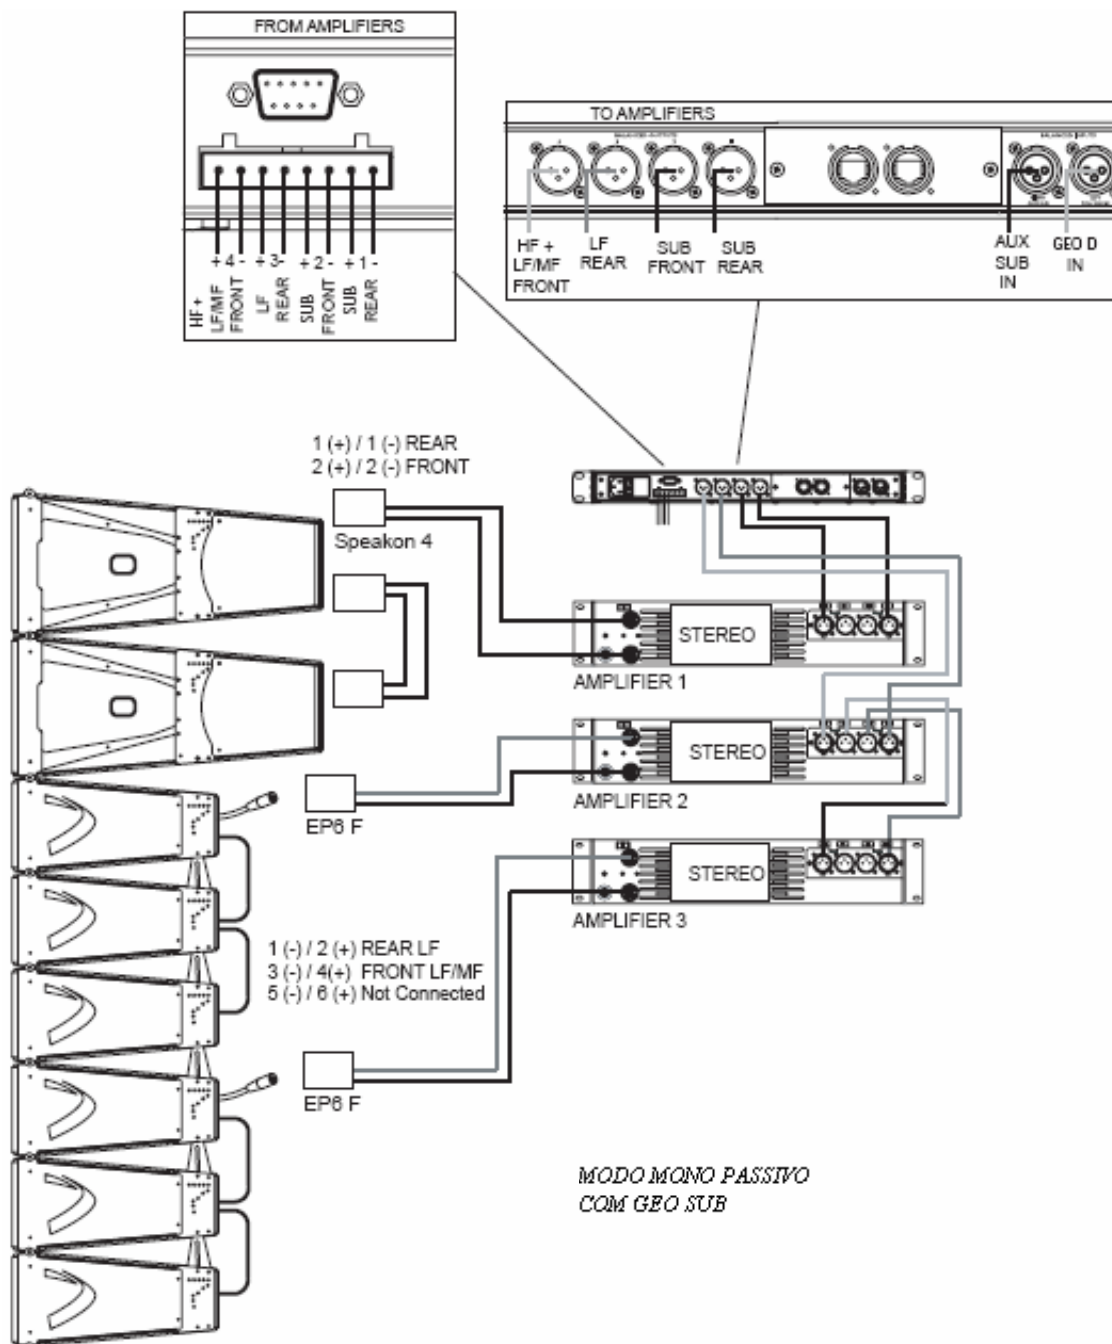 FROM AMPLIFIERS
+ 4 - + 3- + 2 - + 1 -
HF +
LF/MF
FRONT
LF
REAR
SUB
FRONT
SUB
REAR
TO AMPLIFIERS
HF +
LF/MF
FRONT
LF
REAR
SUB
FRONT
SUB
REAR
AUX
SUB
IN
GEO D
IN
1 (+) / 1 (-) REAR
2 (+) / 2 (-) FRONT
Speakon 4
STEREO
AMPLIFIER 1
STEREO
AMPLIFIER 2
EP6 F
STEREO
AMPLIFIER 3
1 (-) / 2 (+) REAR LF
3 (-) / 4(+) FRONT LF/MF
5 (-) / 6 (+) Not Connected
EP6 F
MODO MONO PASSIVO
COM GEO SUB